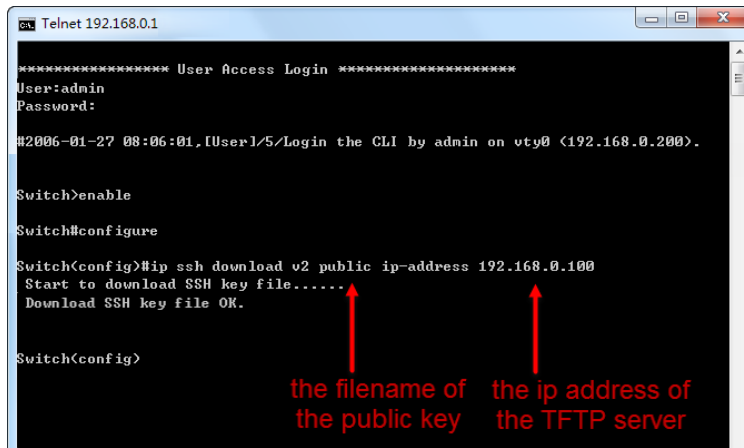 Telnet 192.168.0.1
***************** User Access Login ********************
User:admin
Password:
#2006-01-27 08:06:01,[User]/5/Login the CLI by admin on vty0 (192.168.0.200).
Switch>enable
Switch#configure
Switch(config)#ip ssh download v2 public ip-address 192.168.0.100
Start to download SSH key file......
Download SSH key file OK.
Switch(config)
the filename of the public key
the ip address of the TFTP server